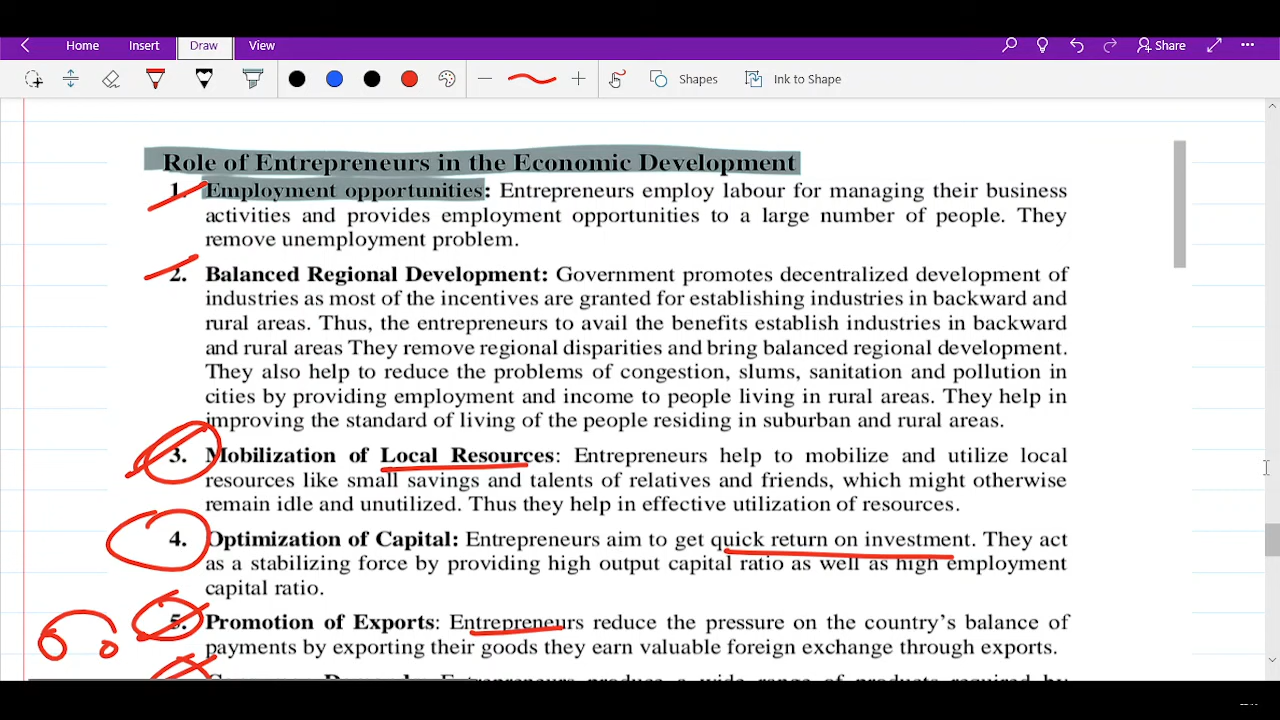 Home Insert Draw View Share
Shapes Ink to Shape
Role of Entrepreneurs in the Economic Development
1. Employment opportunities: Entrepreneurs employ labour for managing their business
activities and provides employment opportunities to a large number of people. They
remove unemployment problem.
2. Balanced Regional Development: Government promotes decentralized development of
industries as most of the incentives are granted for establishing industries in backward and
rural areas. Thus, the entrepreneurs to avail the benefits establish industries in backward
and rural areas They remove regional disparities and bring balanced regional development.
They also help to reduce the problems of congestion, slums, sanitation and pollution in
cities by providing employment and income to people living in rural areas. They help in
improving the standard of living of the people residing in suburban and rural areas.
3. Mobilization of Local Resources: Entrepreneurs help to mobilize and utilize local
resources like small savings and talents of relatives and friends, which might otherwise
remain idle and unutilized. Thus they help in effective utilization of resources.
4. Optimization of Capital: Entrepreneurs aim to get quick return on investment. They act
as a stabilizing force by providing high output capital ratio as well as high employment
capital ratio.
5. Promotion of Exports: Entrepreneurs reduce the pressure on the country’s balance of
payments by exporting their goods they earn valuable foreign exchange through exports.
Entrepreneurs produce a wide range of products required by